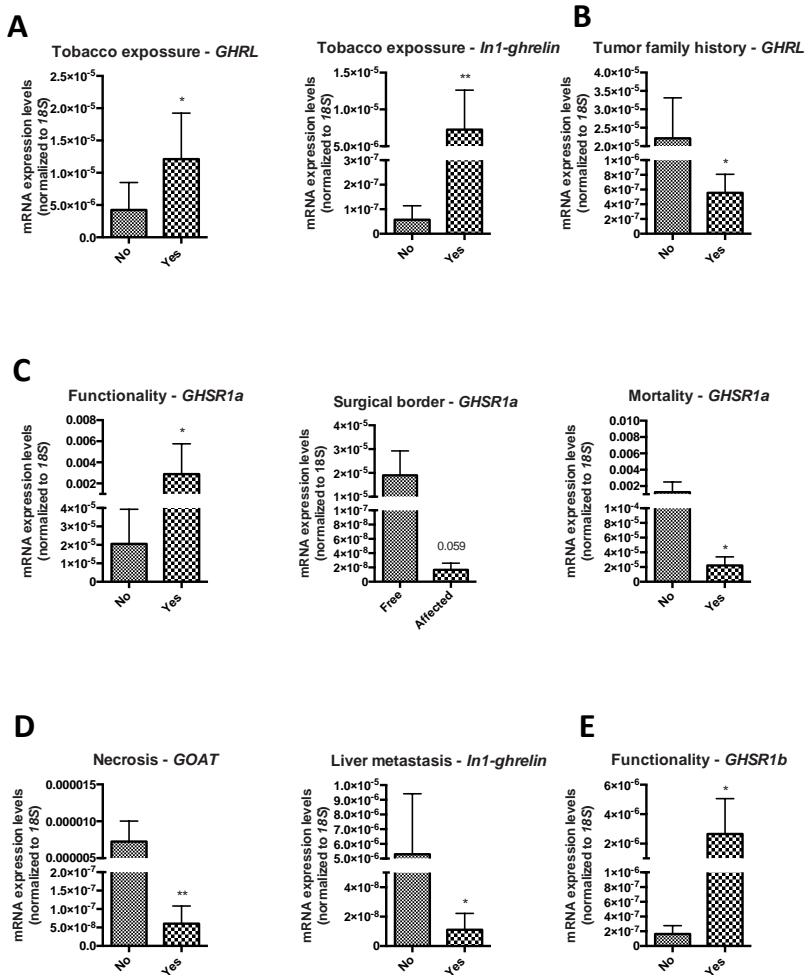 A
Tobacco expossure - GHRL
mRNA expression levels
(normalized to 18S)
2.5×10⁻⁵
2.0×10⁻⁵
1.5×10⁻⁵
1.0×10⁻⁵
5.0×10⁻⁶
0.0
*
No
Yes
Tobacco expossure - In1-ghrelin
mRNA expression levels
(normalized to 18S)
1.5×10⁻⁵
1.0×10⁻⁵
5.0×10⁻⁶
3×10⁻⁷
2×10⁻⁷
1×10⁻⁷
0
**
No
Yes
B
Tumor family history - GHRL
mRNA expression levels
(normalized to 18S)
4.0×10⁻⁵
3.5×10⁻⁵
3.0×10⁻⁵
2.5×10⁻⁵
2.0×10⁻⁵
1×10⁻⁶
8×10⁻⁷
6×10⁻⁷
4×10⁻⁷
2×10⁻⁷
0
*
No
Yes
C
Functionality - GHSR1a
mRNA expression levels
(normalized to 18S)
0.008
0.006
0.004
0.002
4×10⁻⁵
2×10⁻⁵
0
*
No
Yes
Surgical border - GHSR1a
mRNA expression levels
(normalized to 18S)
4×10⁻⁵
3×10⁻⁵
2×10⁻⁵
1×10⁻⁵
1×10⁻⁷
8×10⁻⁸
6×10⁻⁸
4×10⁻⁸
2×10⁻⁸
0
0.059
Free
Affected
Mortality - GHSR1a
mRNA expression levels
(normalized to 18S)
0.010
0.008
0.006
0.004
0.002
1×10⁻⁴
8×10⁻⁵
6×10⁻⁵
4×10⁻⁵
2×10⁻⁵
0
*
No
Yes
D
Necrosis - GOAT
mRNA expression levels
(normalized to 18S)
0.000015
0.000010
0.000005
2.0×10⁻⁷
1.5×10⁻⁷
1.0×10⁻⁷
5.0×10⁻⁸
0.0
**
No
Yes
Liver metastasis - In1-ghrelin
mRNA expression levels
(normalized to 18S)
1.0×10⁻⁵
9.0×10⁻⁶
8.0×10⁻⁶
7.0×10⁻⁶
6.0×10⁻⁶
5.0×10⁻⁶
4×10⁻⁸
2×10⁻⁸
0
*
No
Yes
E
Functionality - GHSR1b
mRNA expression levels
(normalized to 18S)
6×10⁻⁶
4×10⁻⁶
2×10⁻⁶
1×10⁻⁶
8×10⁻⁷
6×10⁻⁷
4×10⁻⁷
2×10⁻⁷
0
*
No
Yes